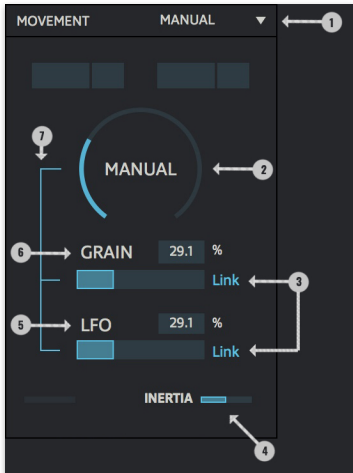 MOVEMENT MANUAL 1
7
MANUAL 2
6 GRAIN 29.1 %
Link 3
5 LFO 29.1 %
Link
INERTIA
4